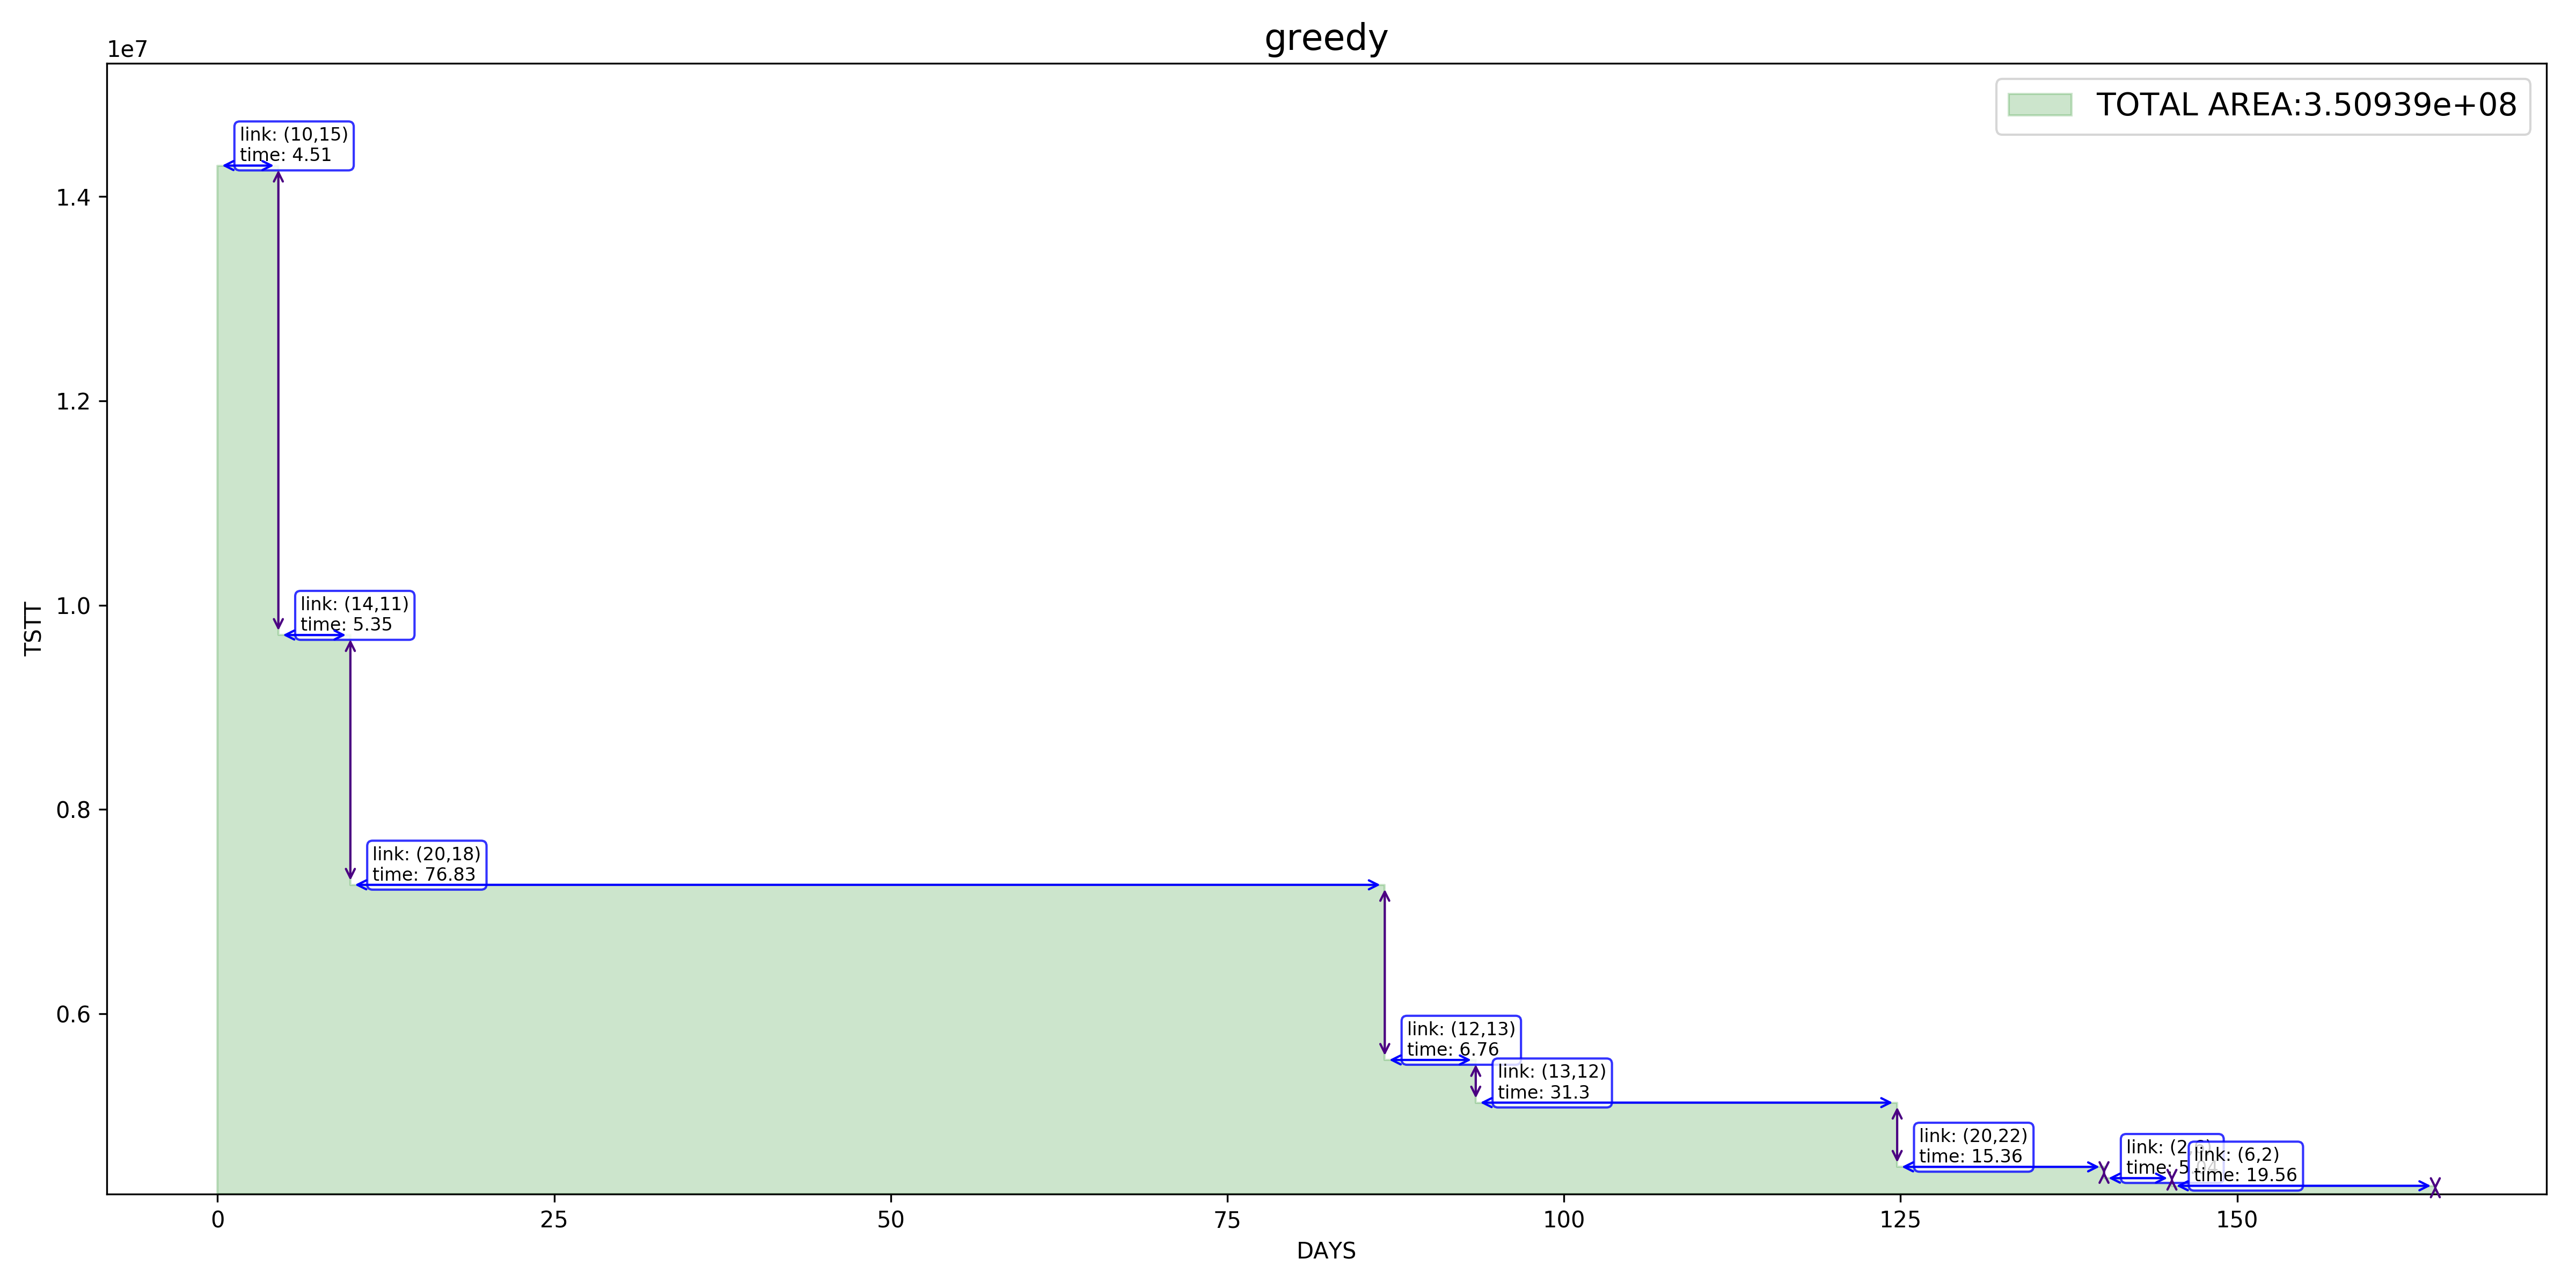 greedy
1e7
TOTAL AREA:3.50939e+08
link: (10,15)
time: 4.51
1.4
1.2
link: (14,11)
time: 5.35
1.0
TSTT
0.8
link: (20,18)
time: 76.83
0.6
link: (12,13)
time: 6.76
link: (13,12)
time: 31.3
link: (20,22)
time: 15.36
link:
time:
link: (6,2)
time: 19.56
0 25 50 75 100 125 150
DAYS